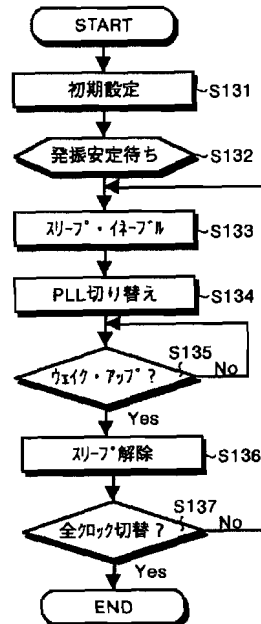 START
初期設定
S131
発振安定待ち
S132
ｽﾘｰﾌﾟ・ｲﾈｰﾌﾞﾙ
S133
PLL切り替え
S134
S135
ｳｪｲｸ・ｱｯﾌﾟ?
No
Yes
ｽﾘｰﾌﾟ解除
S136
S137
全ｸﾛｯｸ切替?
No
Yes
END